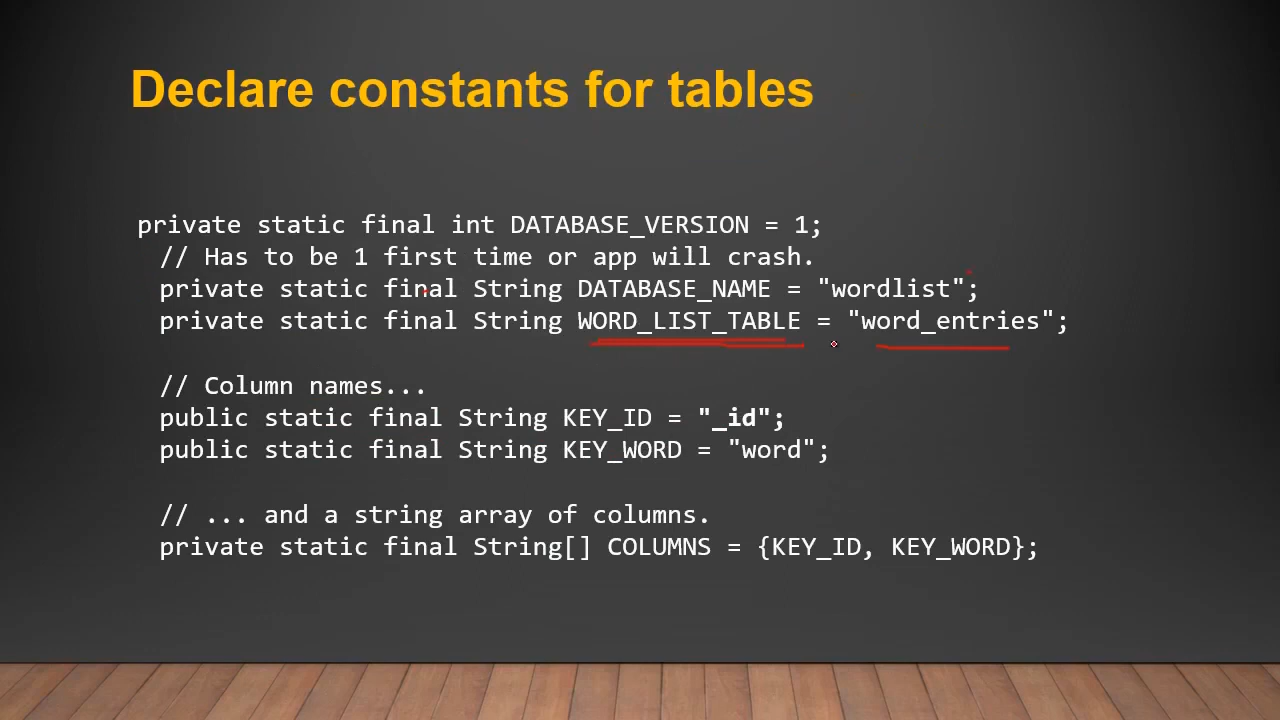 Declare constants for tables
private static final int DATABASE_VERSION = 1;
// Has to be 1 first time or app will crash.
private static final String DATABASE_NAME = "wordlist";
private static final String WORD_LIST_TABLE = "word_entries";
// Column names...
public static final String KEY_ID = "_id";
public static final String KEY_WORD = "word";
// ... and a string array of columns.
private static final String[] COLUMNS = {KEY_ID, KEY_WORD};